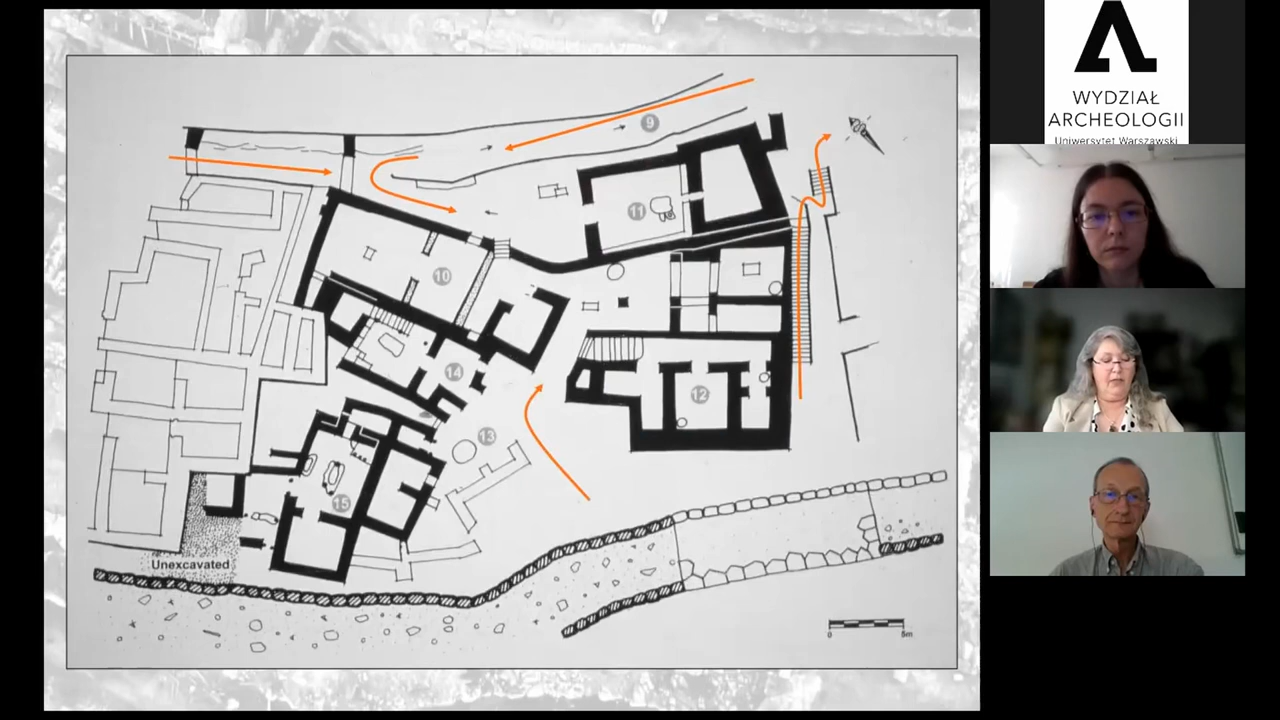 9
11
10
14
12
13
15
Unexcavated
0
5m
WYDZIAŁ
ARCHEOLOGII
Uniwersytet Warszawski